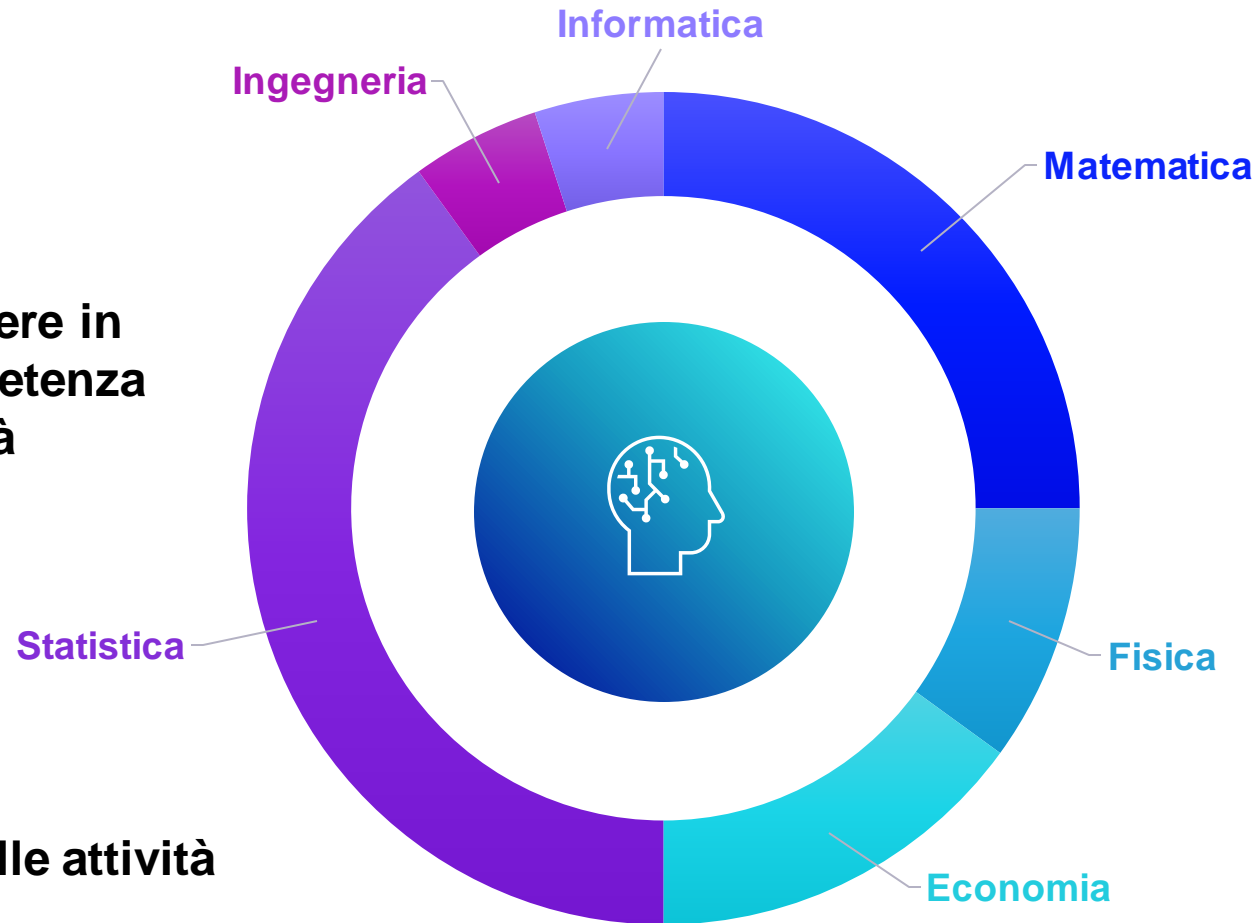 Informatica
Ingegneria
Matematica
ere in
etenza
à
Statistica
Fisica
lle attività
Economia